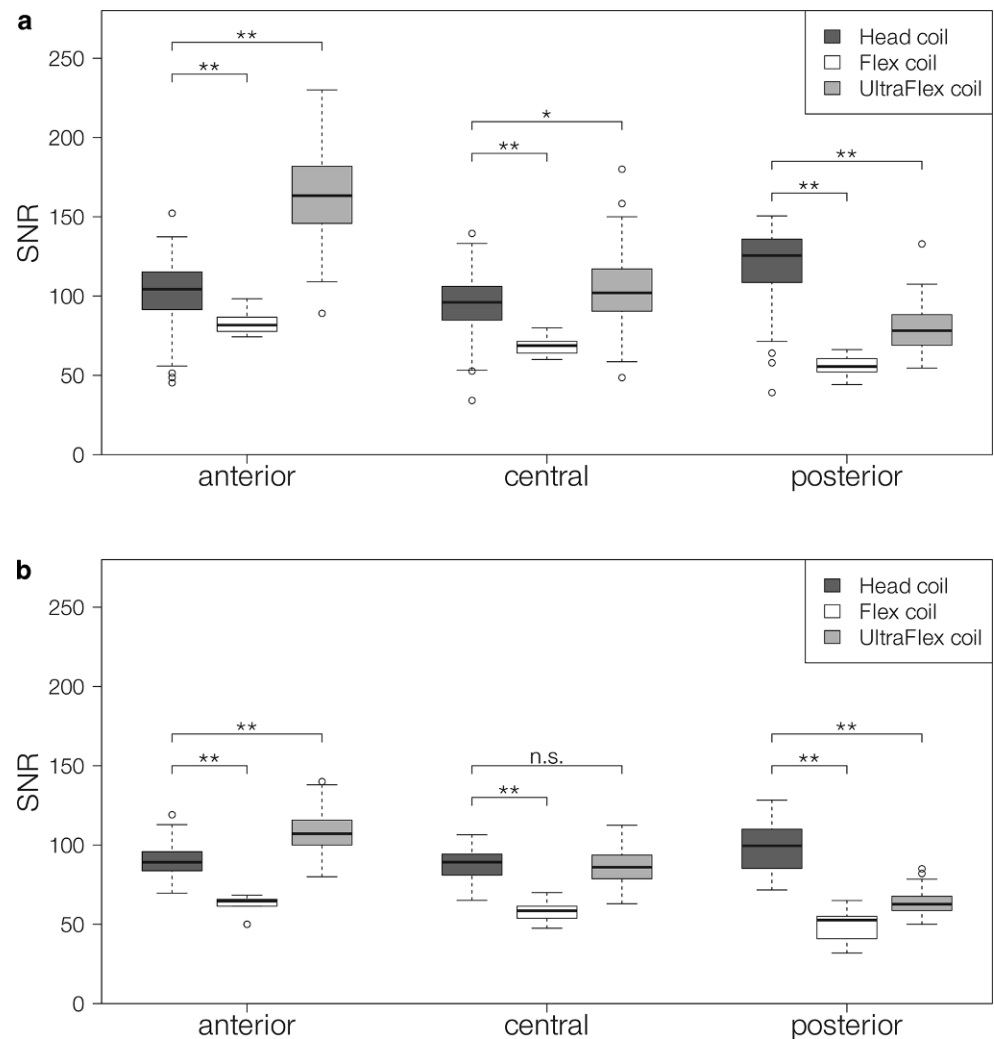 a
Head coil
Flex coil
UltraFlex coil
SNR
250
200
150
100
50
0
**
**
*
**
**
**
anterior
central
posterior
b
Head coil
Flex coil
UltraFlex coil
SNR
250
200
150
100
50
0
**
**
n.s.
**
**
**
anterior
central
posterior